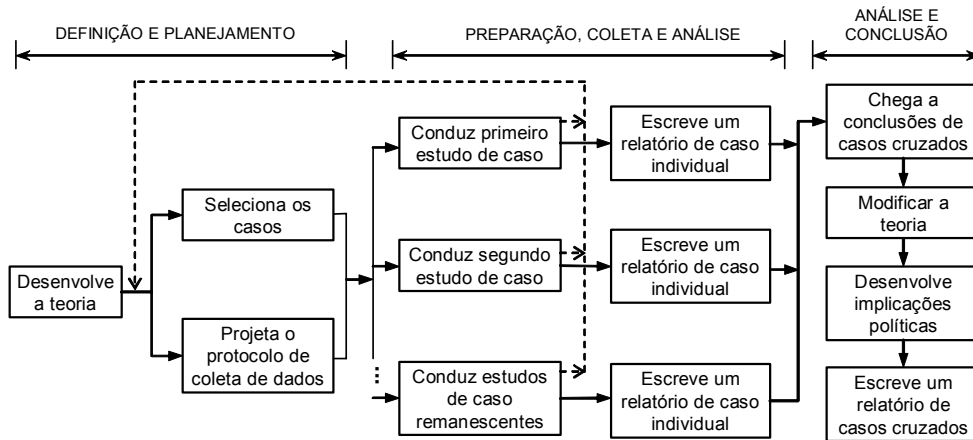 DEFINIÇÃO E PLANEJAMENTO
PREPARAÇÃO, COLETA E ANÁLISE
ANÁLISE E
CONCLUSÃO
Desenvolve
a teoria
Seleciona os
casos
Projeta o
protocolo de
coleta de dados
Conduz primeiro
estudo de caso
Conduz segundo
estudo de caso
Conduz estudos
de caso
remanescentes
Escreve um
relatório de caso
individual
Escreve um
relatório de caso
individual
Escreve um
relatório de caso
individual
Chega a
conclusões de
casos cruzados
Modificar a
teoria
Desenvolve
implicações
políticas
Escreve um
relatório de
casos cruzados